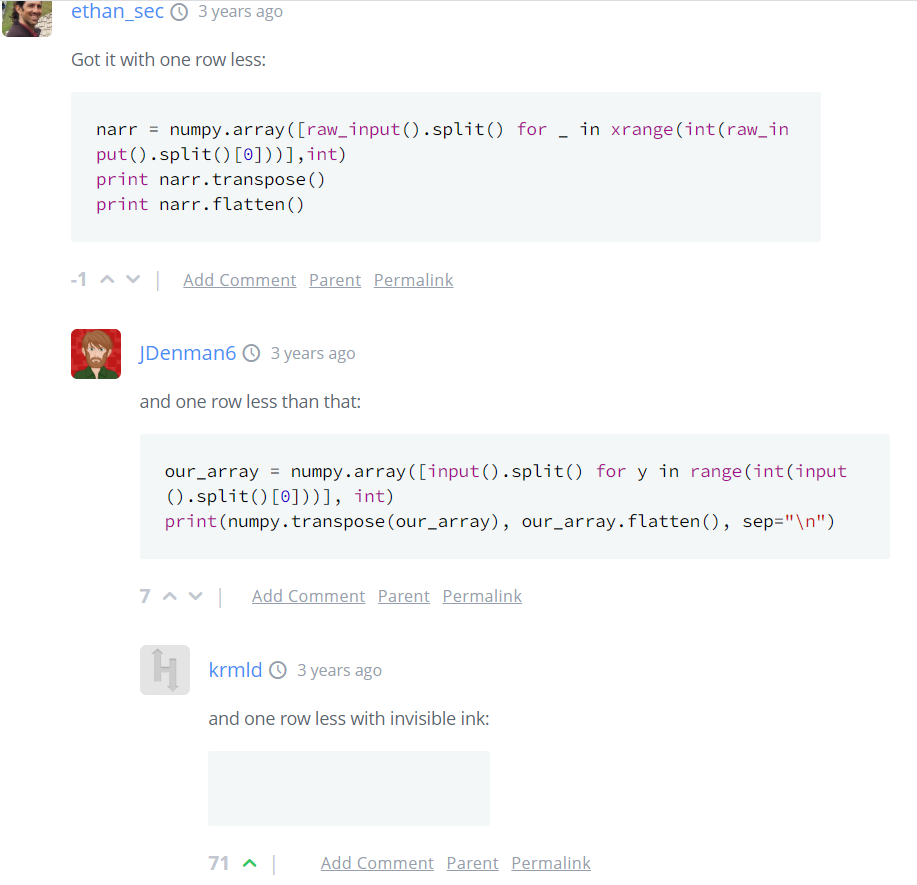 ethan_sec 3 years ago
Got it with one row less:
narr = numpy.array([raw_input().split() for _ in xrange(int(raw_in
put().split()[0]))],int)
print narr.transpose()
print narr.flatten()
-1 | Add Comment Parent Permalink
JDenman6 3 years ago
and one row less than that:
our_array = numpy.array([input().split() for y in range(int(input
().split()[0]))], int)
print(numpy.transpose(our_array), our_array.flatten(), sep="\n")
7 | Add Comment Parent Permalink
H
krmld 3 years ago
and one row less with invisible ink:
71 | Add Comment Parent Permalink